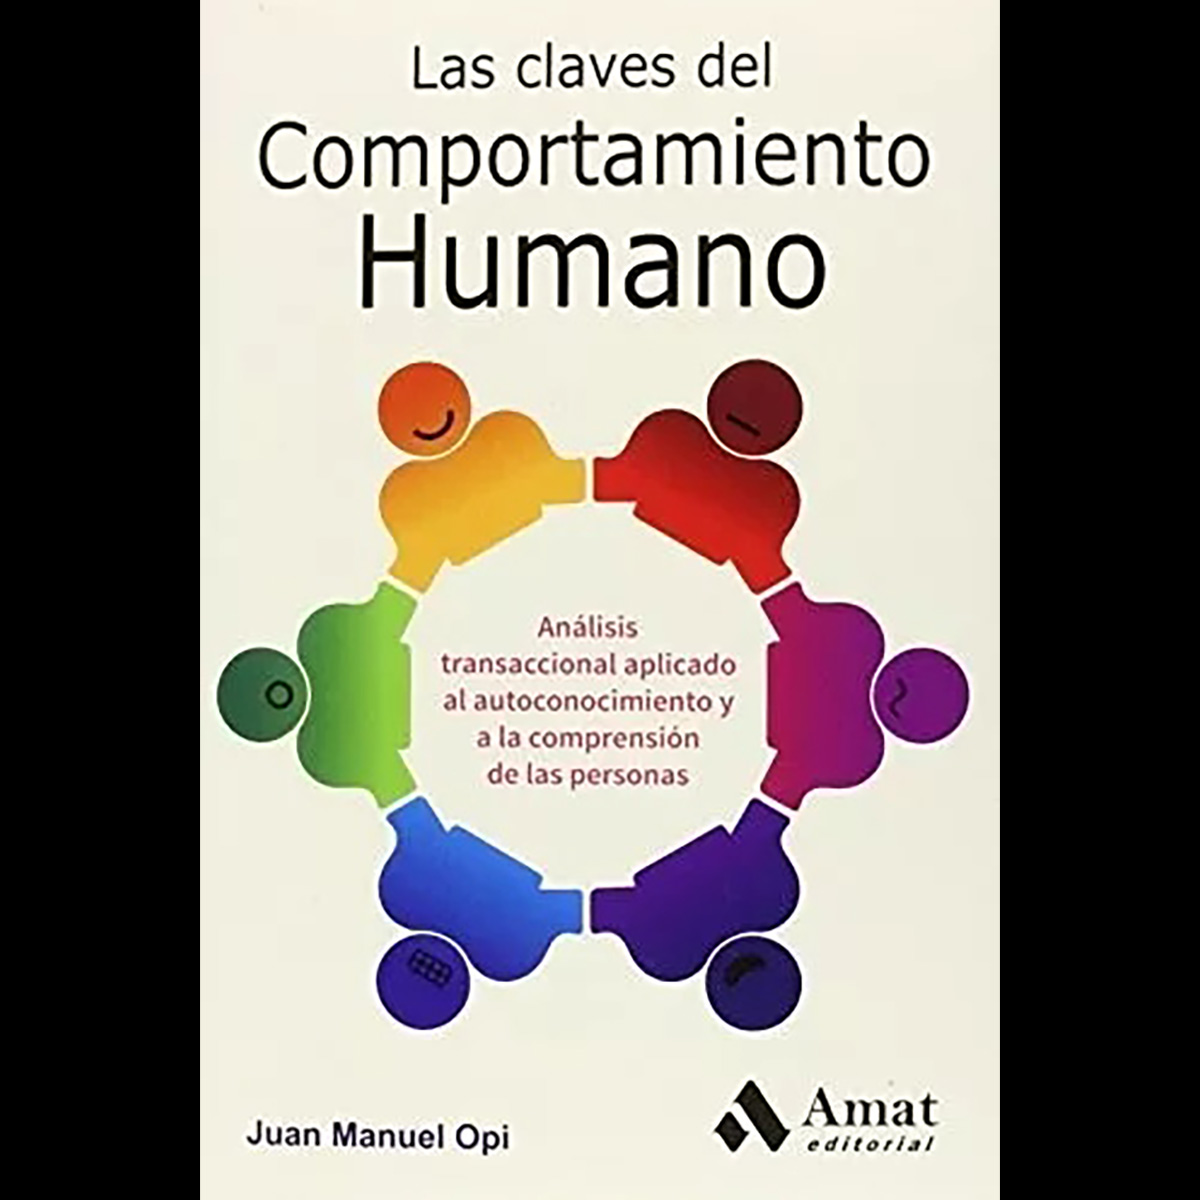 Las claves del
Comportamiento
Humano
Análisis
transaccional aplicado
al autoconocimiento y
a la comprensión
de las personas
Juan Manuel Opi
Amat
editorial